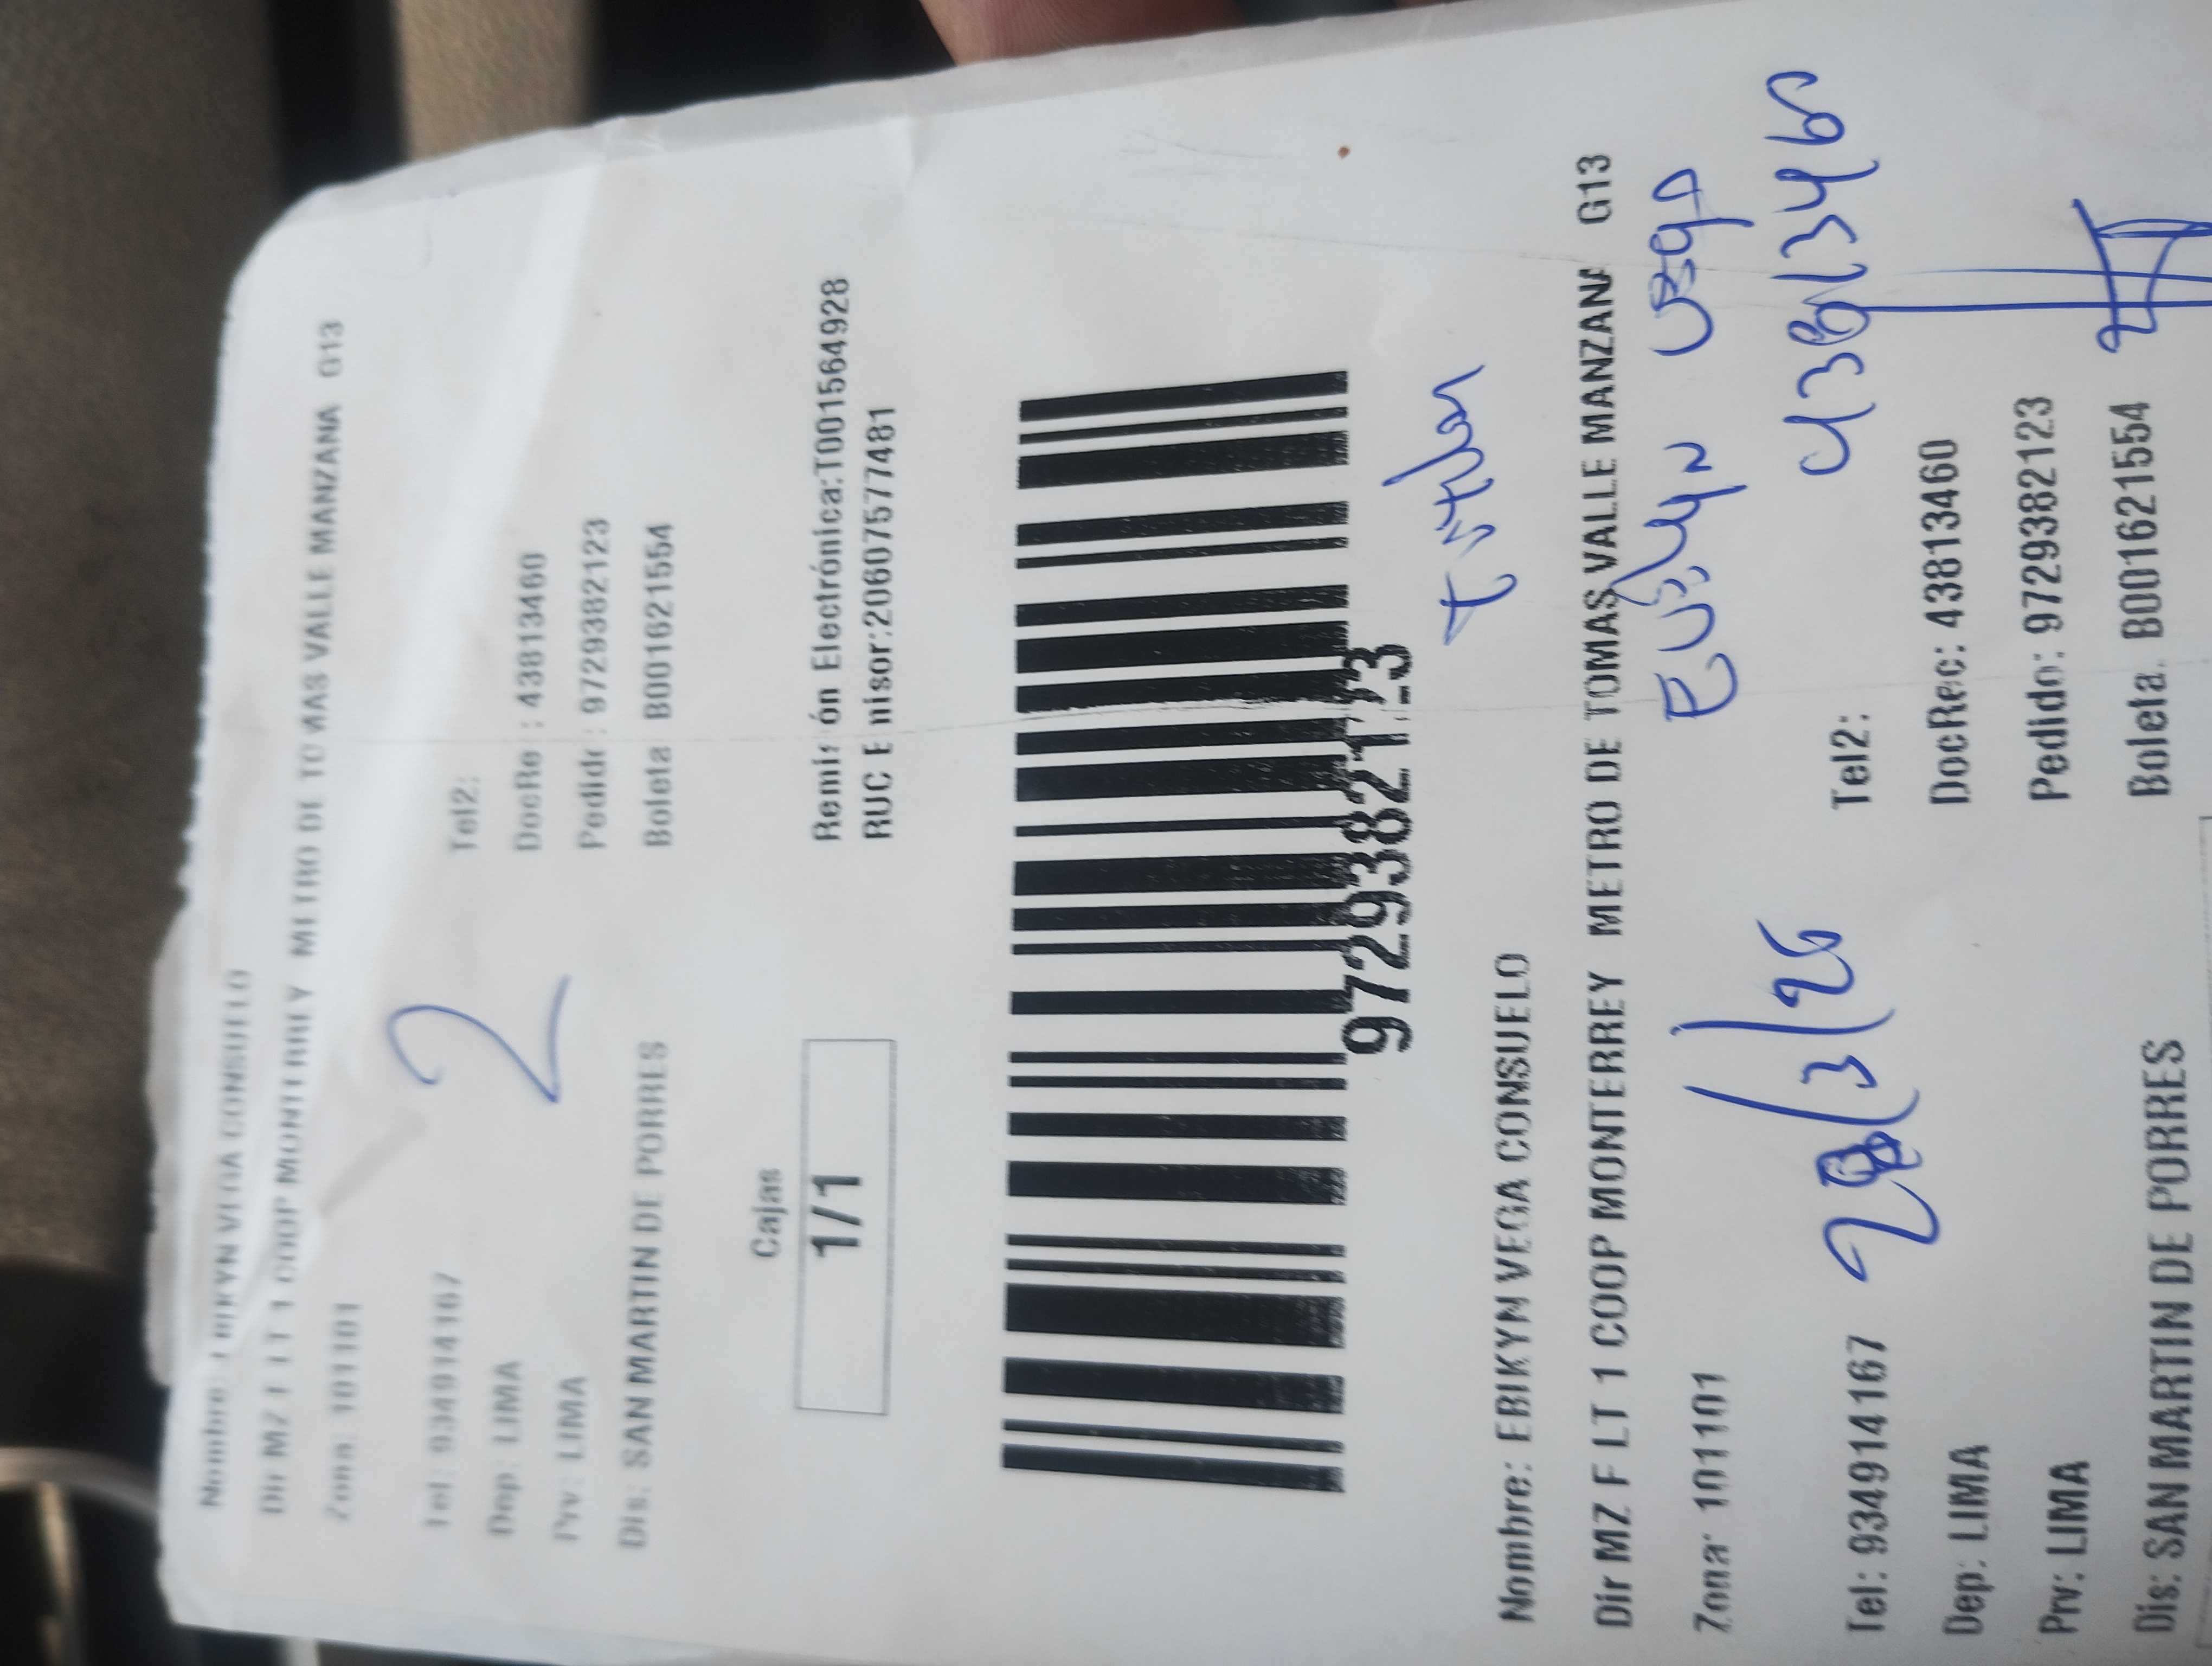 Nombre: EBIKYN VEGA CONSUELO
Dir MZ F LT 1 COOP MONTERREY METRO DE TOMAS VALLE MANZANA G13
Zona: 101101
Tel: 934914167 Tel2:
Dep: LIMA DocRe : 43813460
Prv: LIMA Pedido: 9729382123
Dis: SAN MARTIN DE PORRES Boleta B001621554
2
Cajas
1/1
Remisión Electrónica:T001564928
RUC E nisor:20607577481
9729382123
Nombre: EBIKYN VEGA CONSUELO
Dir MZ F LT 1 COOP MONTERREY METRO DE TOMAS VALLE MANZANA G13
Zona: 101101
vega
43813460
28/3/26
Tel: 934914167 Tel2:
Dep: LIMA DocRec: 43813460
Prv: LIMA Pedido: 9729382123
Dis: SAN MARTIN DE PORRES Boleta. B001621554